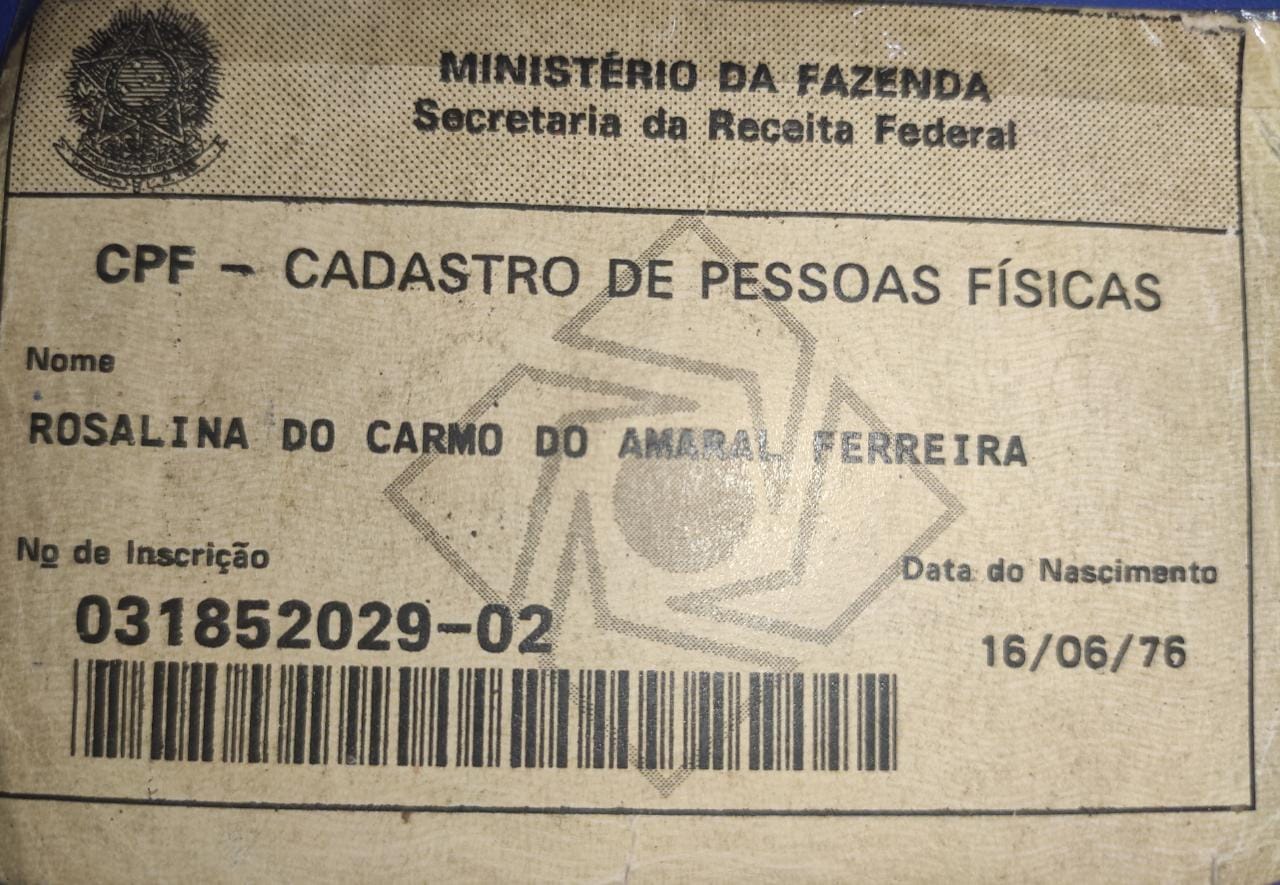 MINISTÉRIO DA FAZENDA
Secretaria da Receita Federal
CPF - CADASTRO DE PESSOAS FÍSICAS
Nome
ROSALINA DO CARMO DO AMARAL FERREIRA
Nº de Inscrição
Data do Nascimento
031852029-02
16/06/76